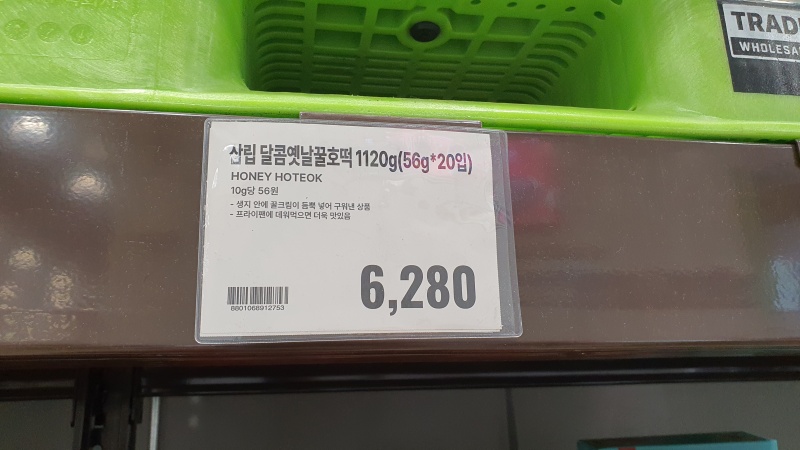 TRAD
WHOLESA
삼립 달콤옛날꿀호떡 1120g(56g*20입)
HONEY HOTEOK
10g당 56원
- 생지 안에 꿀크림이 듬뿍 넣어 구워낸 상품
- 프라이팬에 데워먹으면 더욱 맛있음
6,280
8801068912753